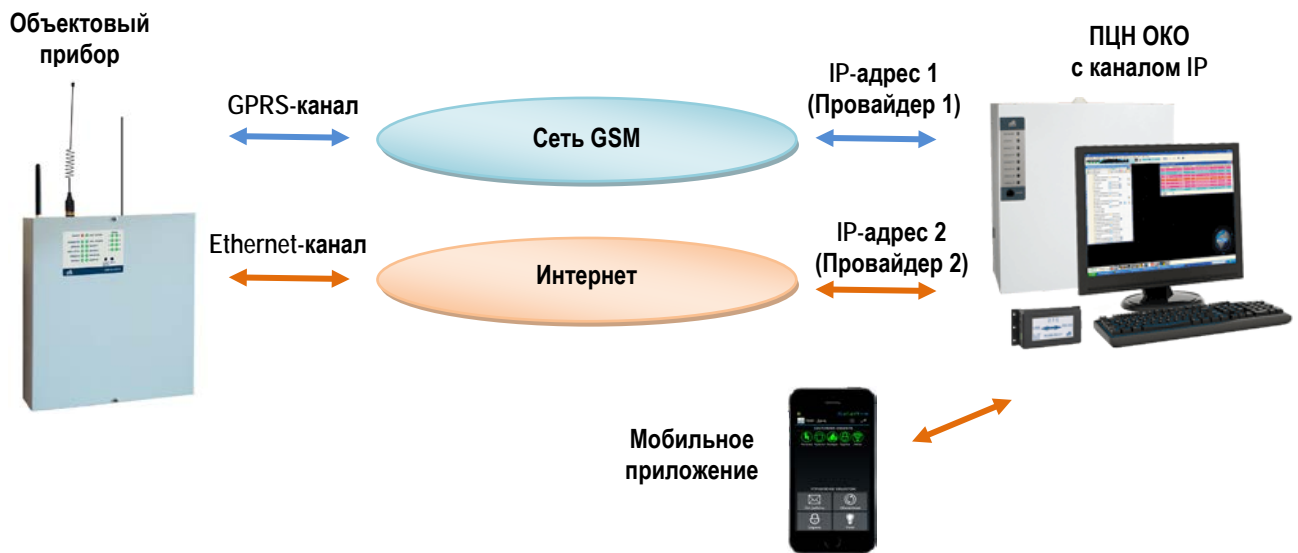 Объектовый
прибор
GPRS-канал
Сеть GSM
IP-адрес 1
(Провайдер 1)
ПЦН ОКО
с каналом IP
Ethernet-канал
Интернет
IP-адрес 2
(Провайдер 2)
Мобильное
приложение